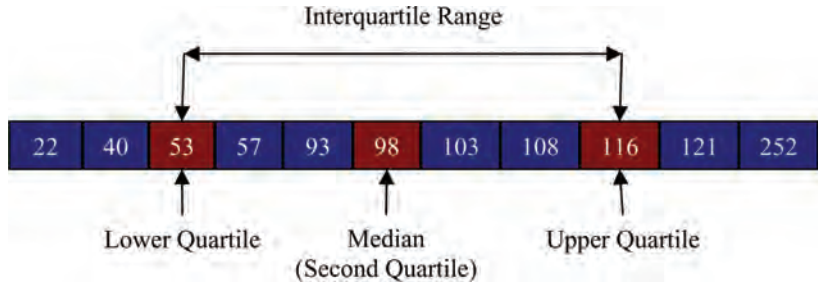 Interquartile Range
22 40 53 57 93 98 103 108 116 121 252
Lower Quartile Median Upper Quartile
(Second Quartile)